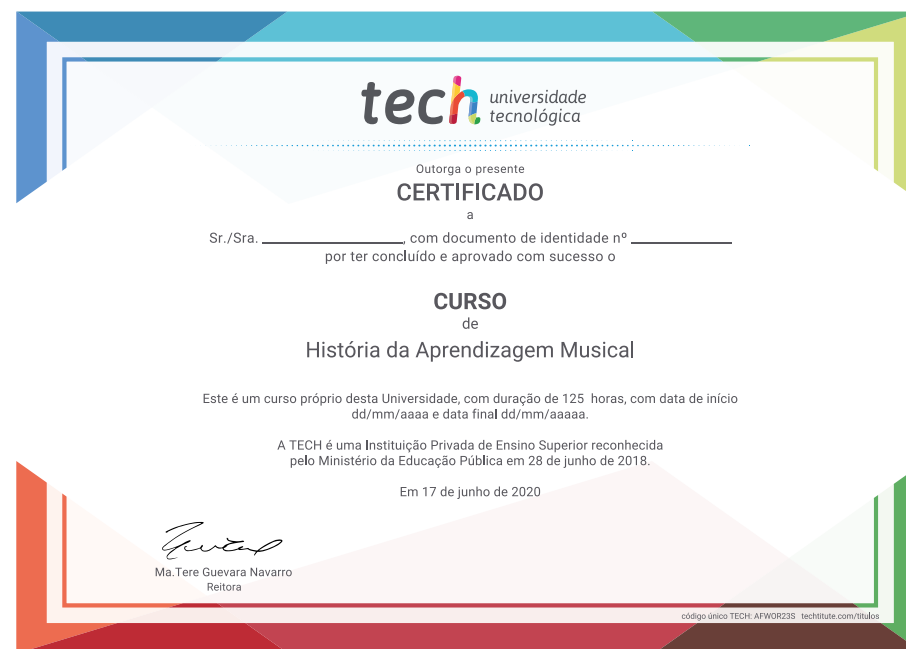 tech universidade
tecnológica
Outorga o presente
CERTIFICADO
a
Sr./Sra. ________________, com documento de identidade nº ____________
por ter concluído e aprovado com sucesso o
CURSO
de
História da Aprendizagem Musical
Este é um curso próprio desta Universidade, com duração de 125 horas, com data de início
dd/mm/aaaa e data final dd/mm/aaaaa.
A TECH é uma Instituição Privada de Ensino Superior reconhecida
pelo Ministério da Educação Pública em 28 de junho de 2018.
Em 17 de junho de 2020
Ma.Tere Guevara Navarro
Reitora
código único TECH: AFWOR23S techtitute.com/titulos